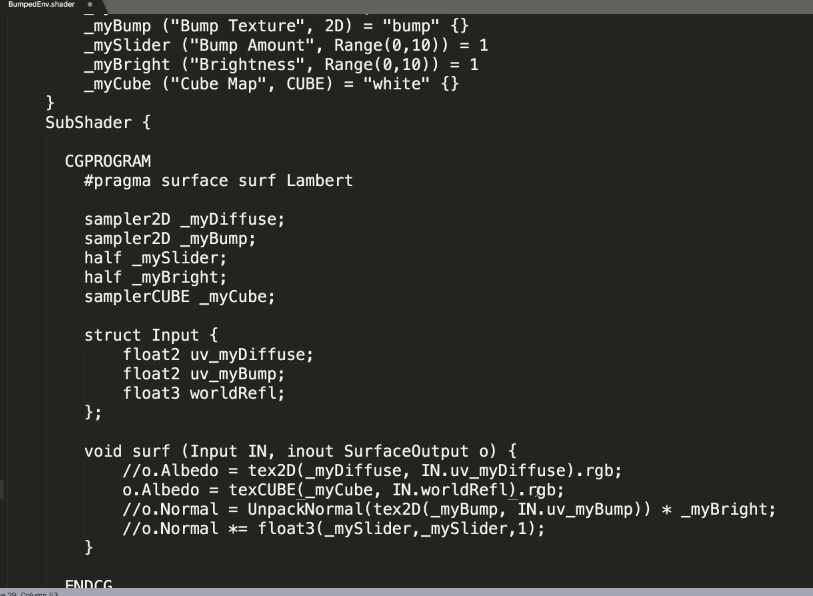 BumpedEnv.shader
_myBump ("Bump Texture", 2D) = "bump" {}
_mySlider ("Bump Amount", Range(0,10)) = 1
_myBright ("Brightness", Range(0,10)) = 1
_myCube ("Cube Map", CUBE) = "white" {}
}
SubShader {
CGPROGRAM
#pragma surface surf Lambert
sampler2D _myDiffuse;
sampler2D _myBump;
half _mySlider;
half _myBright;
samplerCUBE _myCube;
struct Input {
float2 uv_myDiffuse;
float2 uv_myBump;
float3 worldRefl;
};
void surf (Input IN, inout SurfaceOutput o) {
//o.Albedo = tex2D(_myDiffuse, IN.uv_myDiffuse).rgb;
o.Albedo = texCUBE(_myCube, IN.worldRefl).rgb;
//o.Normal = UnpackNormal(tex2D(_myBump, IN.uv_myBump)) * _myBright;
//o.Normal *= float3(_mySlider,_mySlider,1);
}
ENDCG